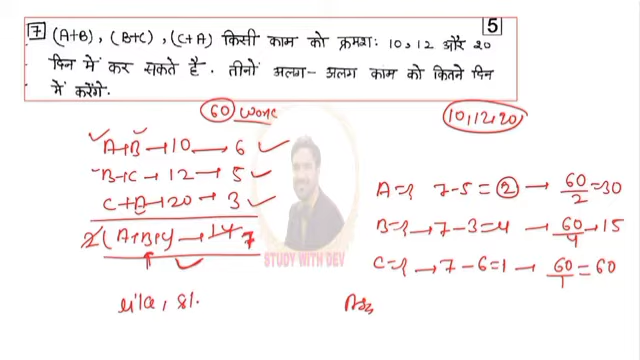 5
7 (A+B), (B+C), (C+A) किसी काम को क्रमशः 10, 12 और 20
दिन में कर सकते है. तीनों अलग-अलग काम को कितने दिन
में करेंगे
60 work 10,12,20
A+B → 10 → 6
B+C → 12 → 5
C+A → 20 → 3
2(A+B+C) → 14 7
A=? 7-5=2 → 60/2=30
B=? → 7-3=4 → 60/4 → 15
C=? → 7-6=1 → 60/1=60
STUDY WITH DEV